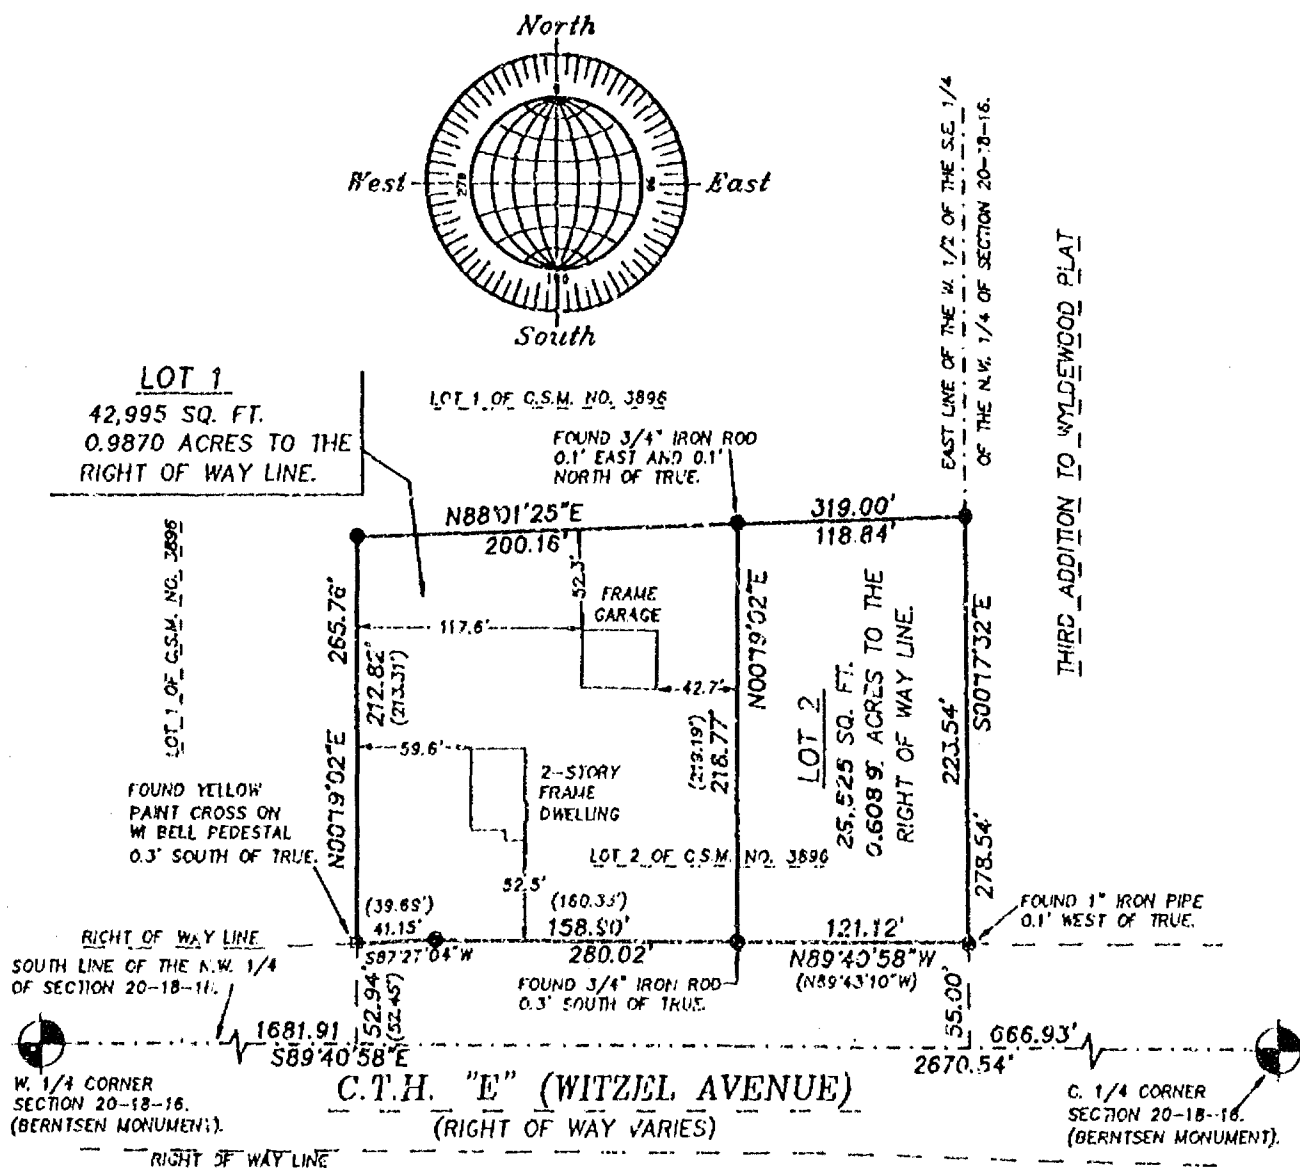 North
West
East
South
270
180
EAST LINE OF THE W. 1/2 OF THE S.E. 1/4
OF THE N.W. 1/4 OF SECTION 20-18-16.
THIRD ADDITION TO WYLDEWOOD PLAT
LOT 1
42,995 SQ. FT.
0.9870 ACRES TO THE
RIGHT OF WAY LINE.
LOT 1 OF C.S.M. NO. 3896
FOUND 3/4" IRON ROD
0.1' EAST AND 0.1'
NORTH OF TRUE.
N88°01'25"E
200.16'
319.00'
118.84'
LOT 1 OF C.S.M. NO. 3896
265.76'
212.82'
(213.31')
N00°19'02"E
52.3'
FRAME
GARAGE
117.6'
42.7'
N00°19'02"E
(219.19')
218.77'
LOT 2
25,525 SQ. FT.
0.6089 ACRES TO THE
RIGHT OF WAY LINE.
S00°17'32"E
223.54'
278.54'
59.6'
2-STORY
FRAME
DWELLING
FOUND YELLOW
PAINT CROSS ON
W BELL PEDESTAL
0.3' SOUTH OF TRUE.
LOT 2 OF C.S.M. NO. 3896
52.5'
(39.69')
41.15'
S87°27'04"W
(160.33')
158.90'
280.02'
121.12'
N89°40'58"W
(N89°43'10"W)
FOUND 1" IRON PIPE
0.1' WEST OF TRUE.
RIGHT OF WAY LINE
SOUTH LINE OF THE N.W. 1/4
OF SECTION 20-18-16.
FOUND 3/4" IRON ROD
0.3' SOUTH OF TRUE.
52.94'
(52.45')
55.00'
1681.91
S89°40'58"E
666.93'
2670.54'
W. 1/4 CORNER
SECTION 20-18-16.
(BERNTSEN MONUMENT).
C.T.H. "E" (WITZEL AVENUE)
(RIGHT OF WAY VARIES)
C. 1/4 CORNER
SECTION 20-18-16.
(BERNTSEN MONUMENT).
RIGHT OF WAY LINE